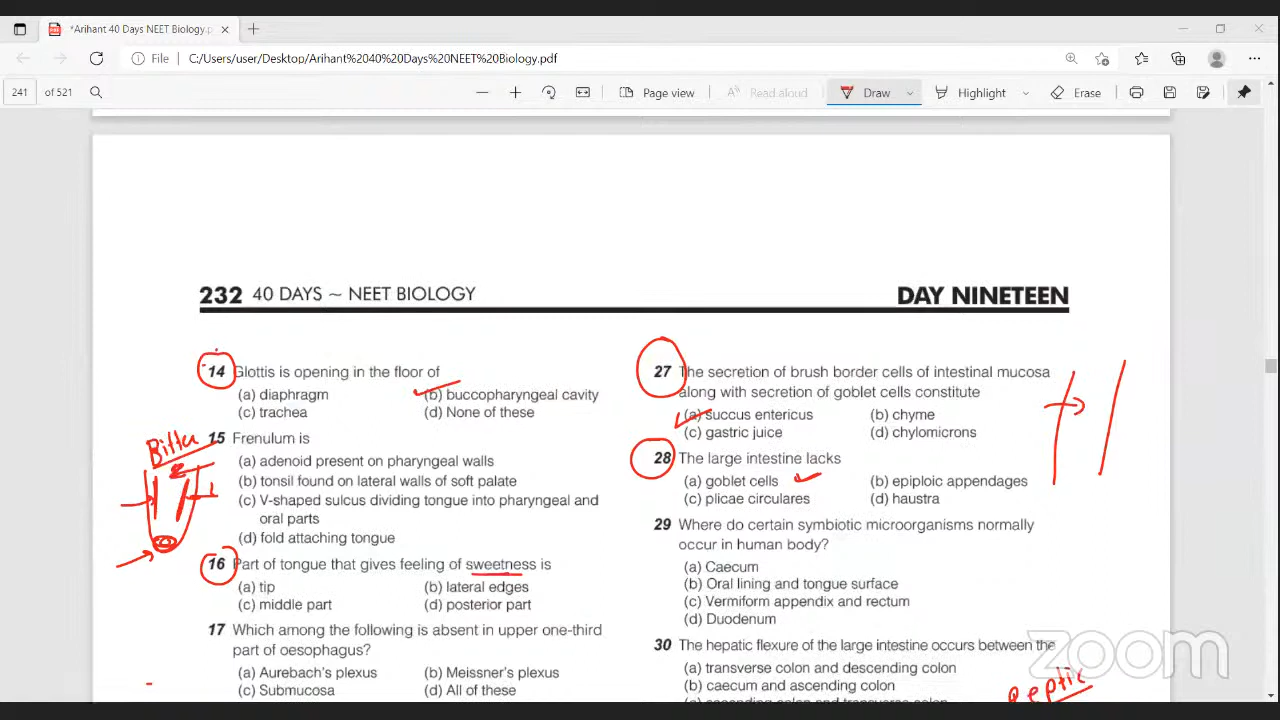 *Arihant 40 Days NEET Biology.p
File
C:/Users/user/Desktop/Arihant%2040%20Days%20NEET%20Biology.pdf
241 of 521
Page view
Read aloud
Draw
Highlight
Erase
232 40 DAYS ~ NEET BIOLOGY
DAY NINETEEN
14 Glottis is opening in the floor of
(a) diaphragm (b) buccopharyngeal cavity
(c) trachea (d) None of these
Bitter
15 Frenulum is
(a) adenoid present on pharyngeal walls
(b) tonsil found on lateral walls of soft palate
(c) V-shaped sulcus dividing tongue into pharyngeal and
oral parts
(d) fold attaching tongue
16 Part of tongue that gives feeling of sweetness is
(a) tip (b) lateral edges
(c) middle part (d) posterior part
17 Which among the following is absent in upper one-third
part of oesophagus?
(a) Aurebach's plexus (b) Meissner's plexus
(c) Submucosa (d) All of these
27 The secretion of brush border cells of intestinal mucosa
along with secretion of goblet cells constitute
(a) succus entericus (b) chyme
(c) gastric juice (d) chylomicrons
28 The large intestine lacks
(a) goblet cells (b) epiploic appendages
(c) plicae circulares (d) haustra
29 Where do certain symbiotic microorganisms normally
occur in human body?
(a) Caecum
(b) Oral lining and tongue surface
(c) Vermiform appendix and rectum
(d) Duodenum
30 The hepatic flexure of the large intestine occurs between the
(a) transverse colon and descending colon
(b) caecum and ascending colon
(c) ascending colon and transverse colon
Peptic
zoom